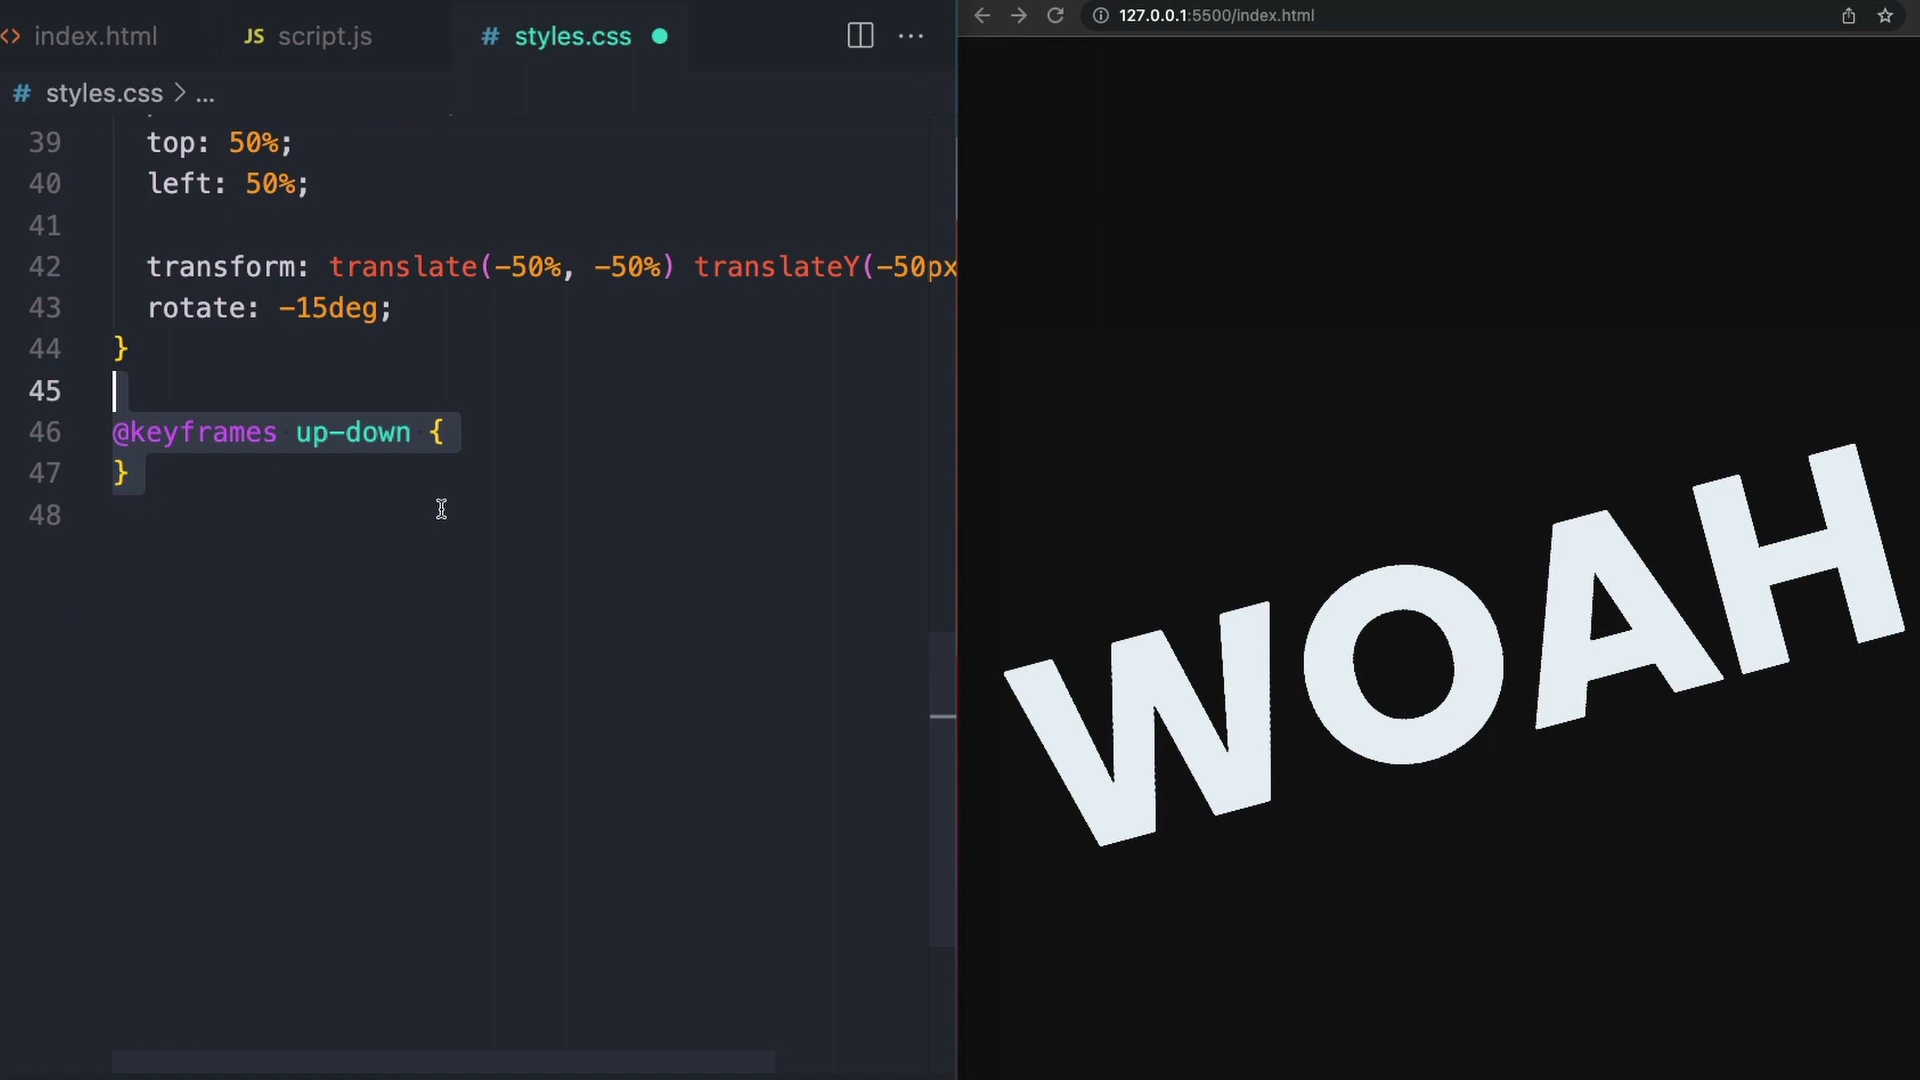 index.html JS script.js # styles.css
# styles.css > ...
39 top: 50%;
40 left: 50%;
41
42 transform: translate(-50%, -50%) translateY(-50px
43 rotate: -15deg;
44 }
45
46 @keyframes up-down {
47 }
48
127.0.0.1:5500/index.html
WOAH